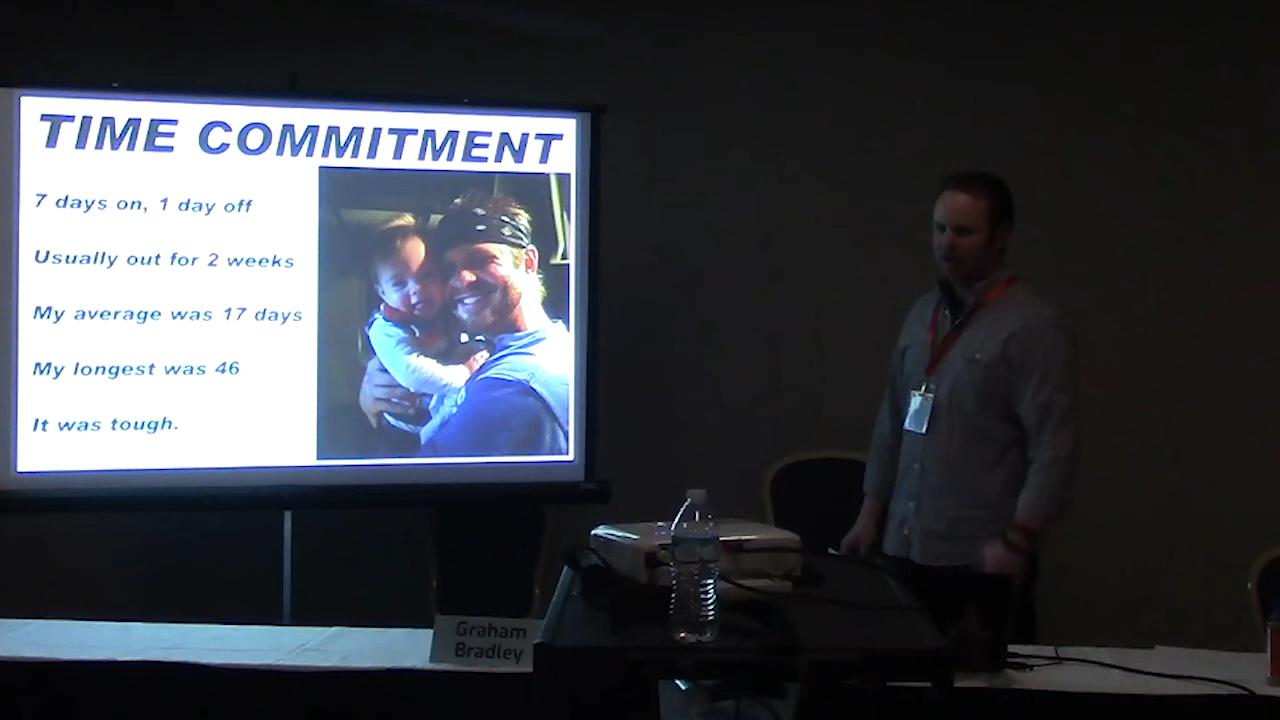 TIME COMMITMENT
7 days on, 1 day off
Usually out for 2 weeks
My average was 17 days
My longest was 46
It was tough.
Graham
Bradley